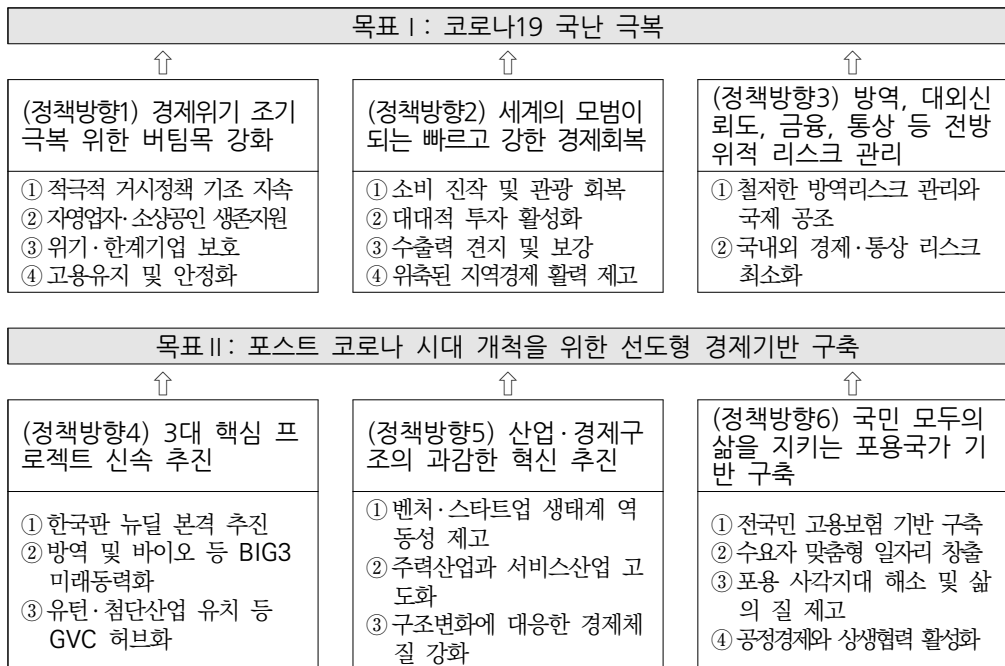 목표 I : 코로나19 국난 극복
⇧ ⇧ ⇧
(정책방향1) 경제위기 조기
극복 위한 버팀목 강화
① 적극적 거시정책 기조 지속
② 자영업자·소상공인 생존지원
③ 위기·한계기업 보호
④ 고용유지 및 안정화
(정책방향2) 세계의 모범이
되는 빠르고 강한 경제회복
① 소비 진작 및 관광 회복
② 대대적 투자 활성화
③ 수출력 견지 및 보강
④ 위축된 지역경제 활력 제고
(정책방향3) 방역, 대외신
뢰도, 금융, 통상 등 전방
위적 리스크 관리
① 철저한 방역리스크 관리와
국제 공조
② 국내외 경제·통상 리스크
최소화
목표 II : 포스트 코로나 시대 개척을 위한 선도형 경제기반 구축
⇧ ⇧ ⇧
(정책방향4) 3대 핵심 프
로젝트 신속 추진
① 한국판 뉴딜 본격 추진
② 방역 및 바이오 등 BIG3
미래동력화
③ 유턴·첨단산업 유치 등
GVC 허브화
(정책방향5) 산업·경제구
조의 과감한 혁신 추진
① 벤처·스타트업 생태계 역
동성 제고
② 주력산업과 서비스산업 고
도화
③ 구조변화에 대응한 경제체
질 강화
(정책방향6) 국민 모두의
삶을 지키는 포용국가 기
반 구축
① 전국민 고용보험 기반 구축
② 수요자 맞춤형 일자리 창출
③ 포용 사각지대 해소 및 삶
의 질 제고
④ 공정경제와 상생협력 활성화